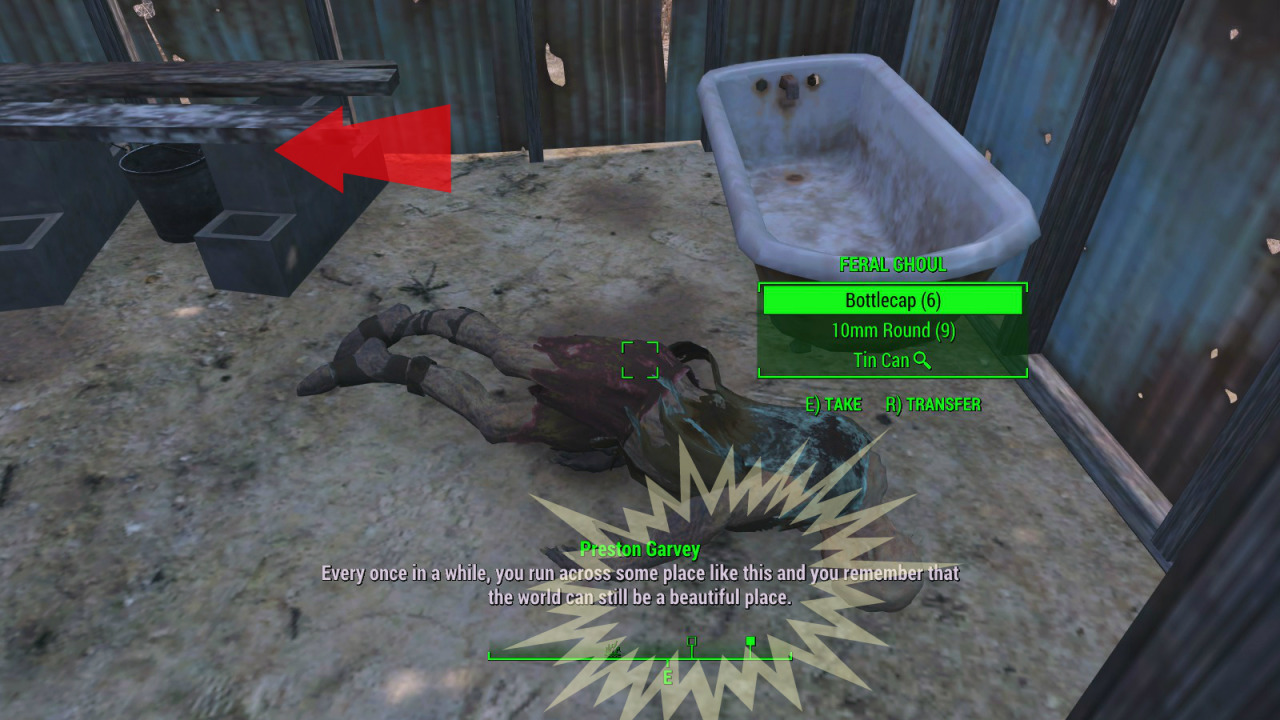 FERAL GHOUL
Bottlecap (6)
10mm Round (9)
Tin Can
E) TAKE R) TRANSFER
Preston Garvey
Every once in a while, you run across some place like this and you remember that
the world can still be a beautiful place.
E